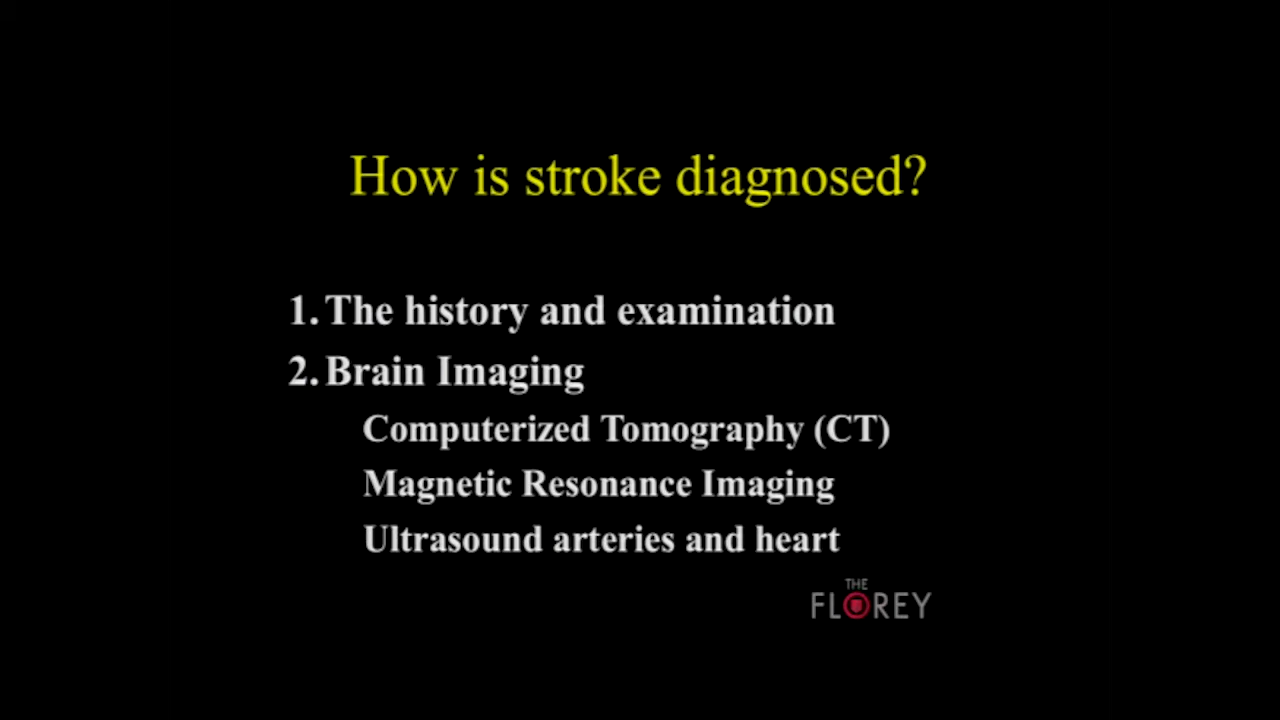 How is stroke diagnosed?
1. The history and examination
2. Brain Imaging
Computerized Tomography (CT)
Magnetic Resonance Imaging
Ultrasound arteries and heart
THE
FLOREY